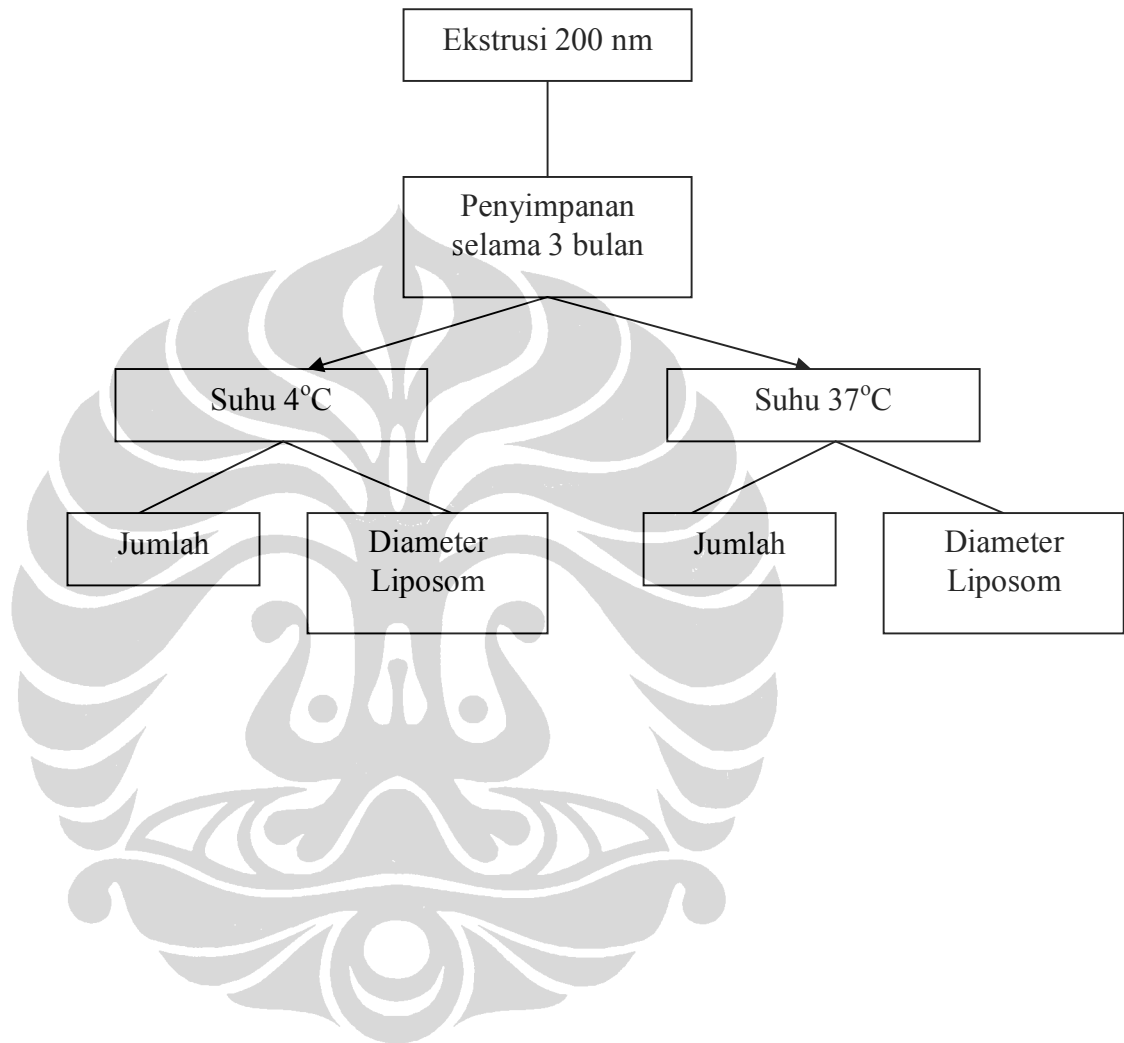 Ekstrusi 200 nm
Penyimpanan
selama 3 bulan
Suhu 4°C
Suhu 37°C
Jumlah
Diameter
Liposom
Jumlah
Diameter
Liposom